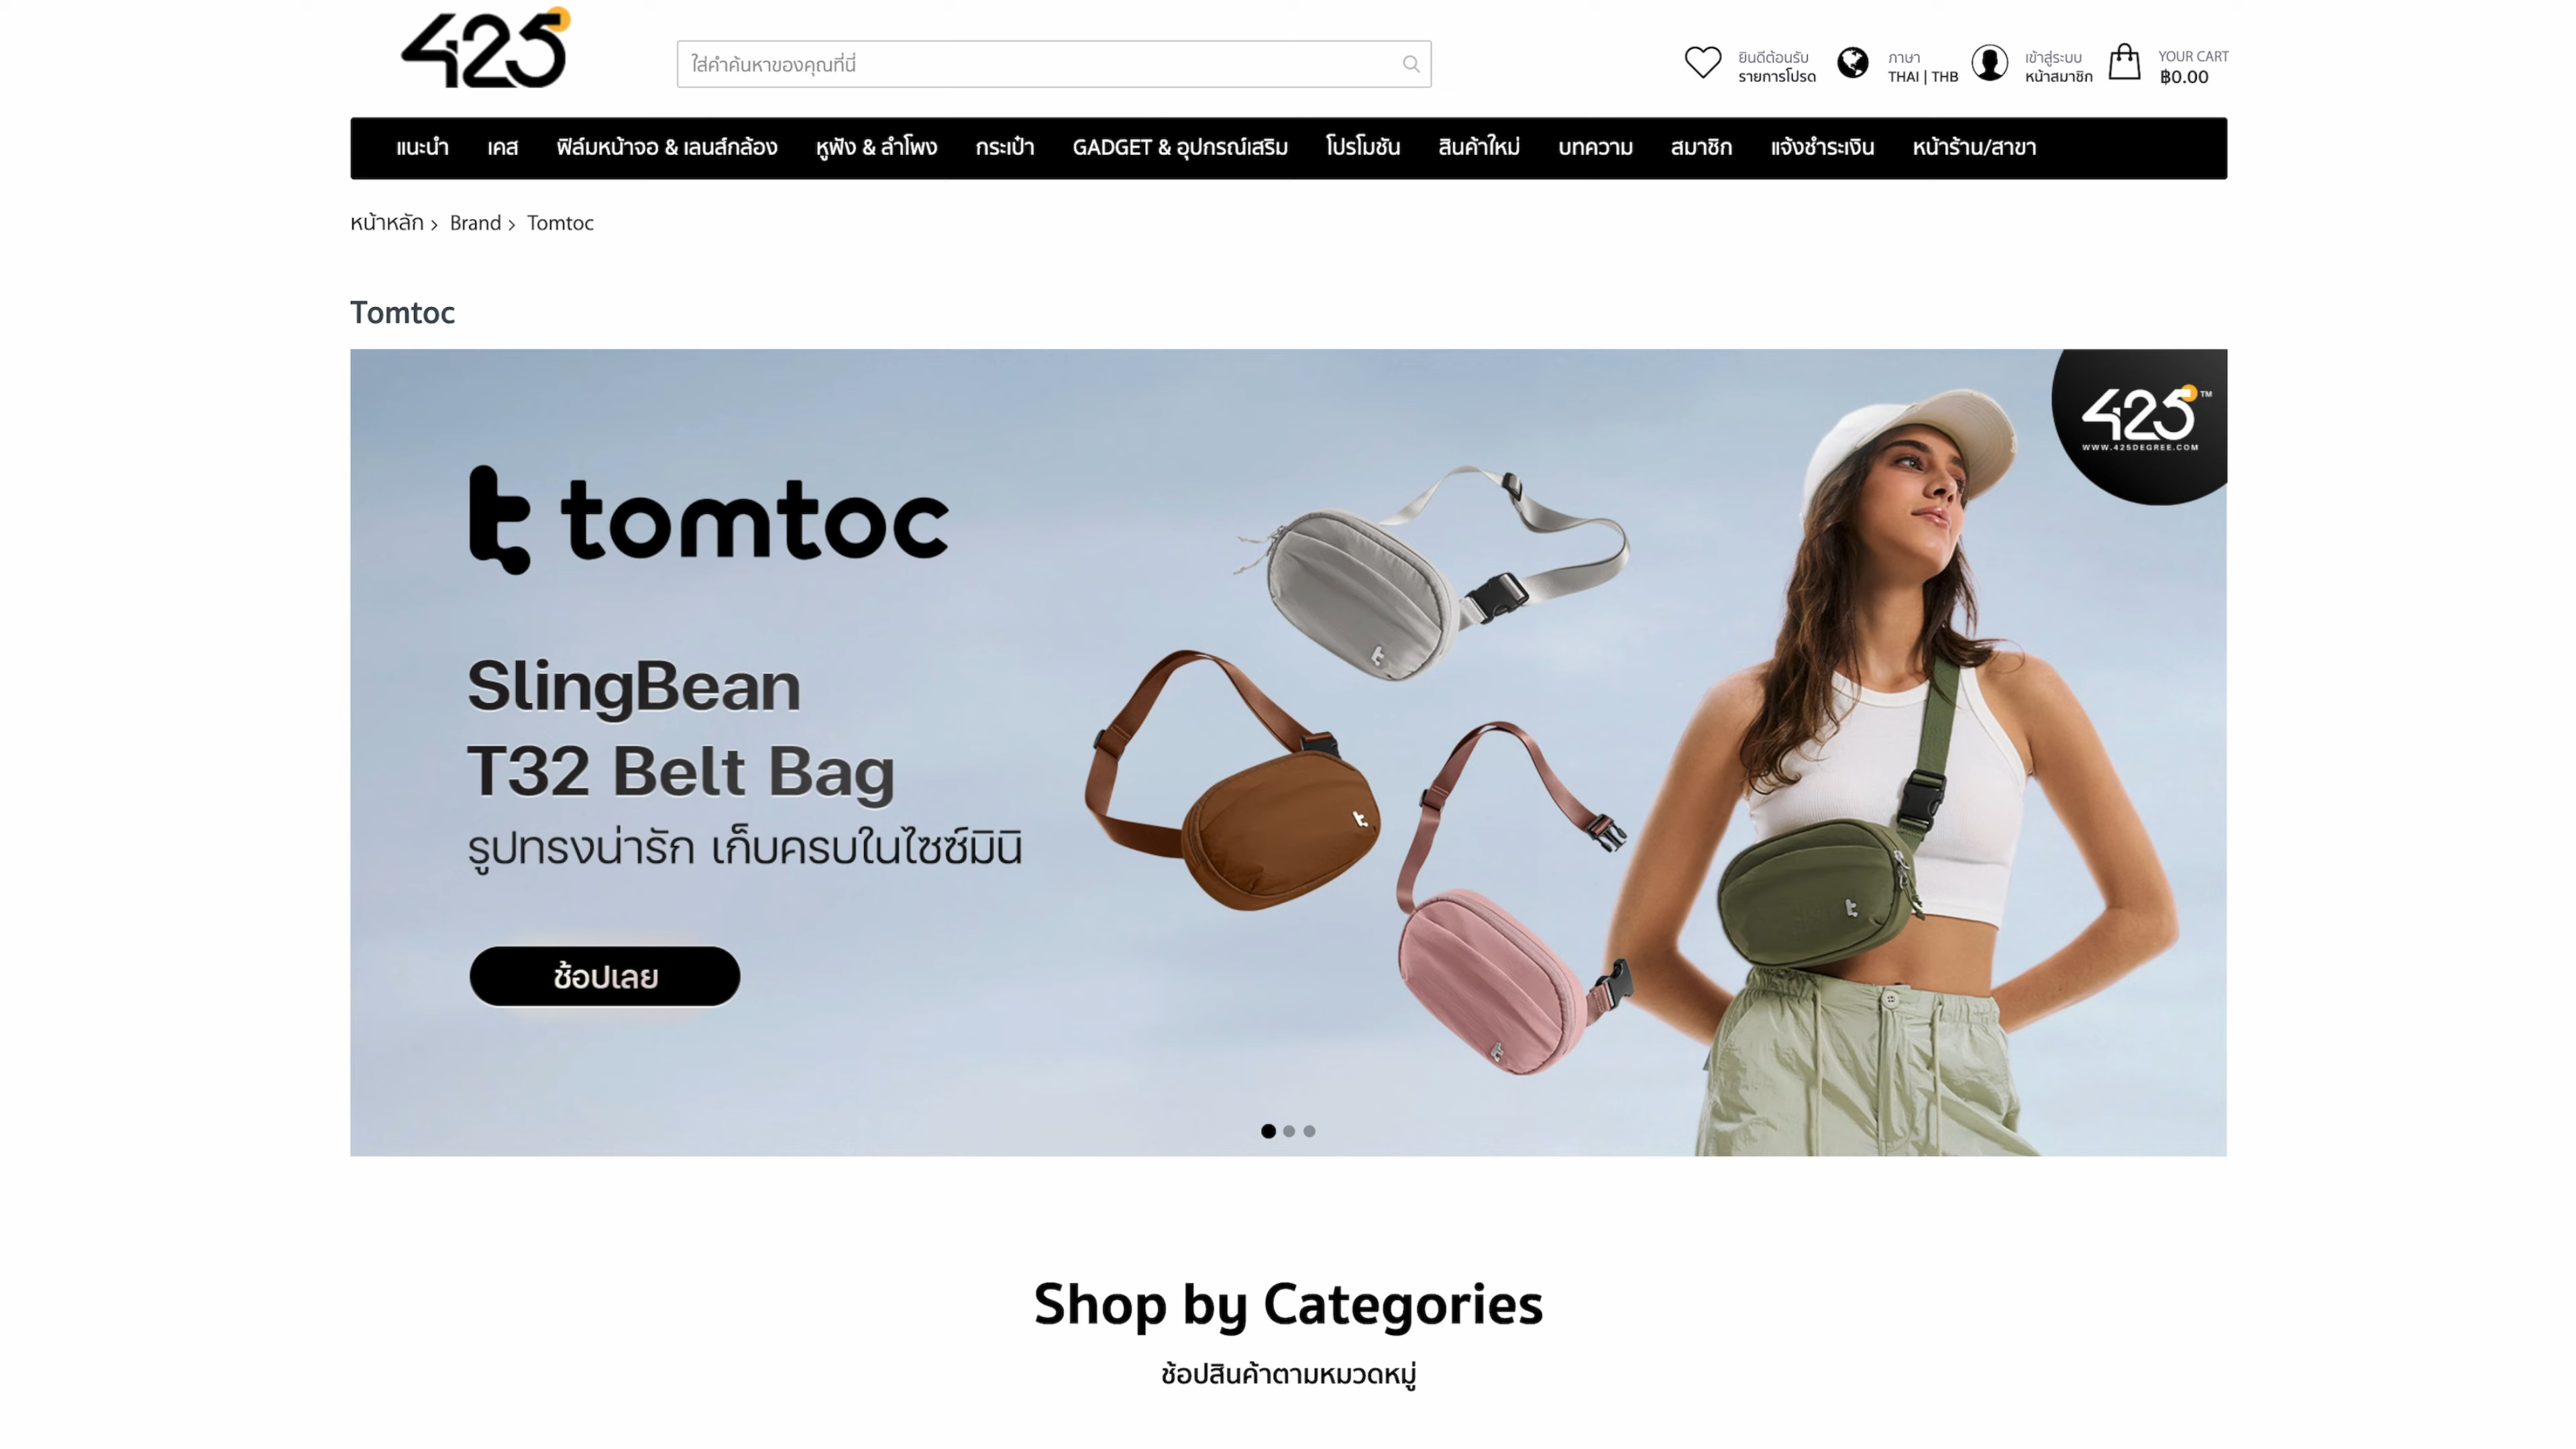 425
ใส่คำค้นหาของคุณที่นี่
ยินดีต้อนรับ
รายการโปรด
ภาษา
THAI | THB
เข้าสู่ระบบ
หน้าสมาชิก
YOUR CART
฿0.00
แนะนำ เคส ฟิล์มหน้าจอ & เลนส์กล้อง หูฟัง & ลำโพง กระเป๋า GADGET & อุปกรณ์เสริม โปรโมชัน สินค้าใหม่ บทความ สมาชิก แจ้งชำระเงิน หน้าร้าน/สาขา
หน้าหลัก › Brand › Tomtoc
Tomtoc
425 TM
WWW.425DEGREE.COM
t tomtoc
SlingBean
T32 Belt Bag
รูปทรงน่ารัก เก็บครบในไซซ์มินิ
ช้อปเลย
Shop by Categories
ช้อปสินค้าตามหมวดหมู่